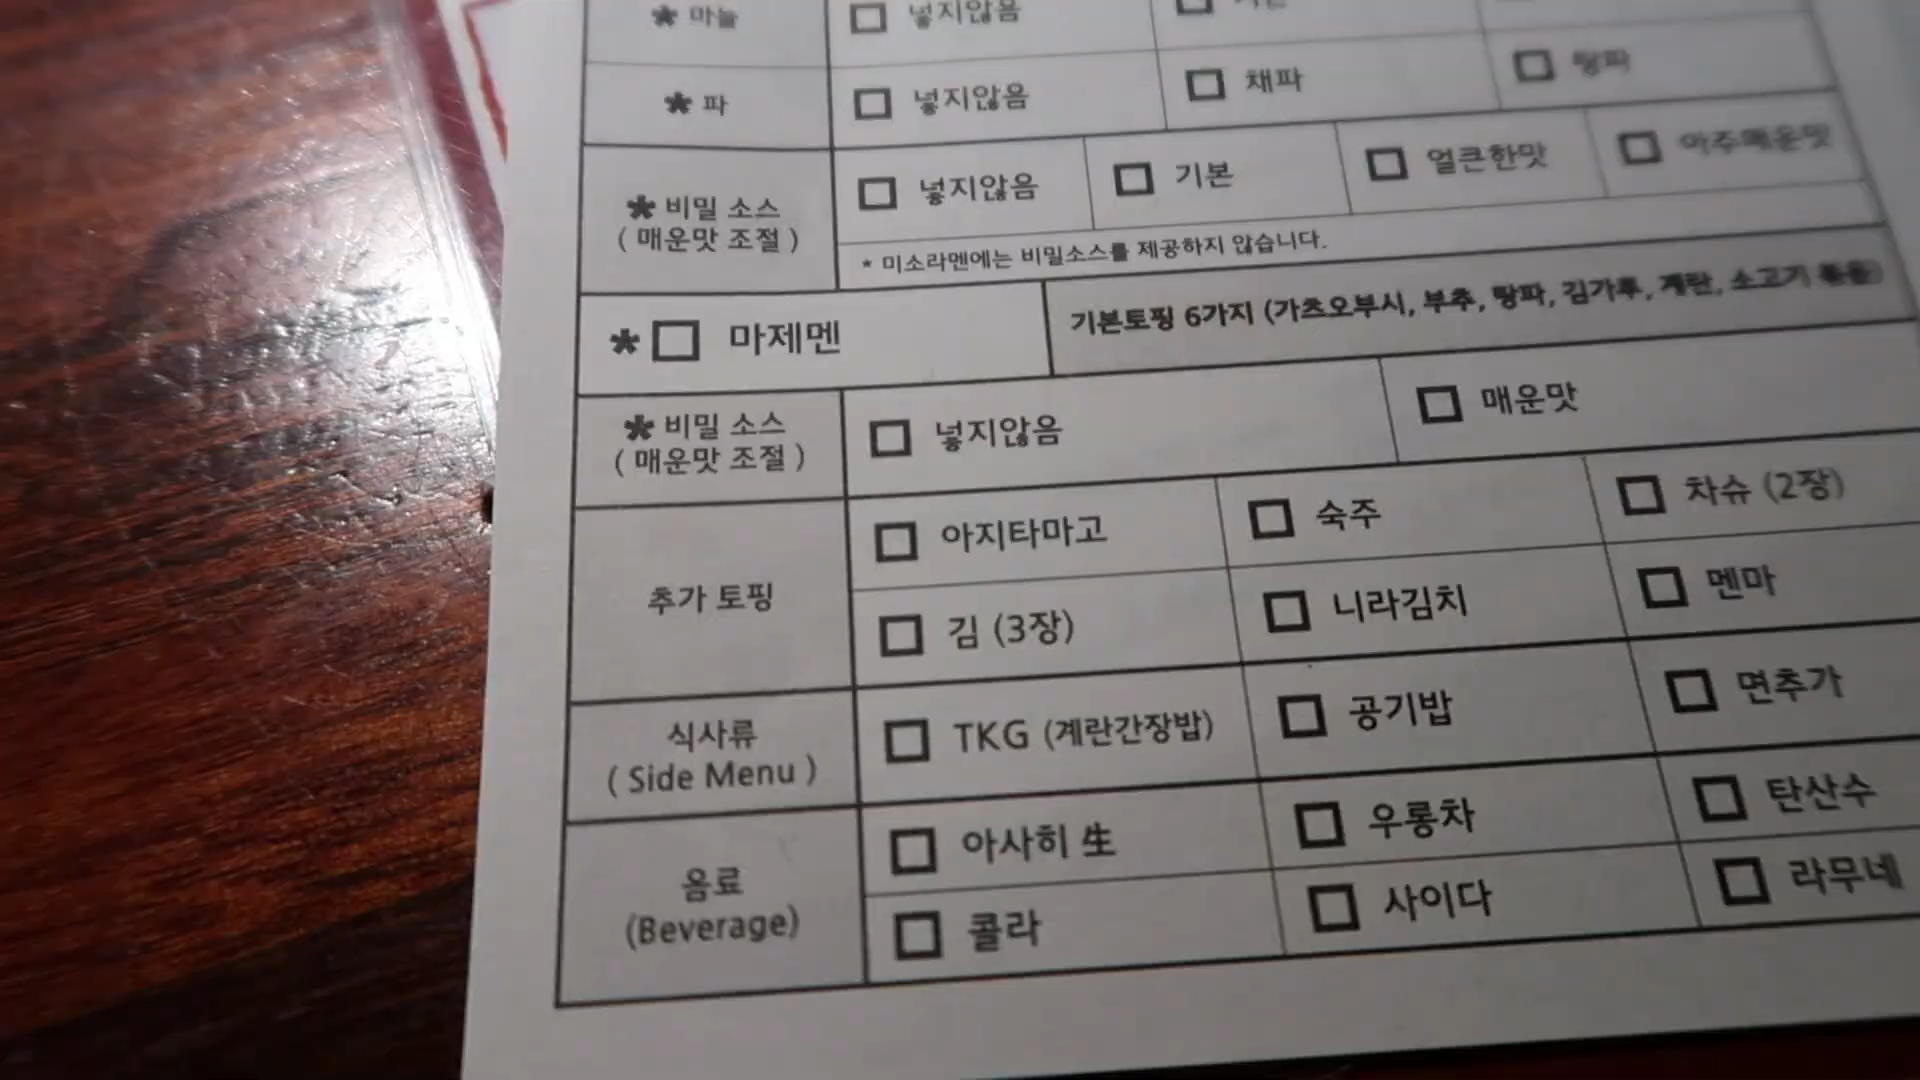 * 마늘 □ 넣지않음 □ 기본
* 파 □ 넣지않음 □ 채파 □ 탕파
* 비밀 소스
( 매운맛 조절 )
□ 넣지않음 □ 기본 □ 얼큰한맛 □ 아주매운맛
* 미소라멘에는 비밀소스를 제공하지 않습니다.
* □ 마제멘
기본토핑 6가지 (가츠오부시, 부추, 탕파, 김가루, 계란, 소고기
* 비밀 소스
( 매운맛 조절 )
□ 넣지않음 □ 매운맛
추가 토핑
□ 아지타마고 □ 숙주 □ 차슈 (2장)
□ 김 (3장) □ 니라김치 □ 멘마
식사류
( Side Menu )
□ TKG (계란간장밥) □ 공기밥 □ 면추가
음료
(Beverage)
□ 아사히 生 □ 우롱차 □ 탄산수
□ 콜라 □ 사이다 □ 라무네